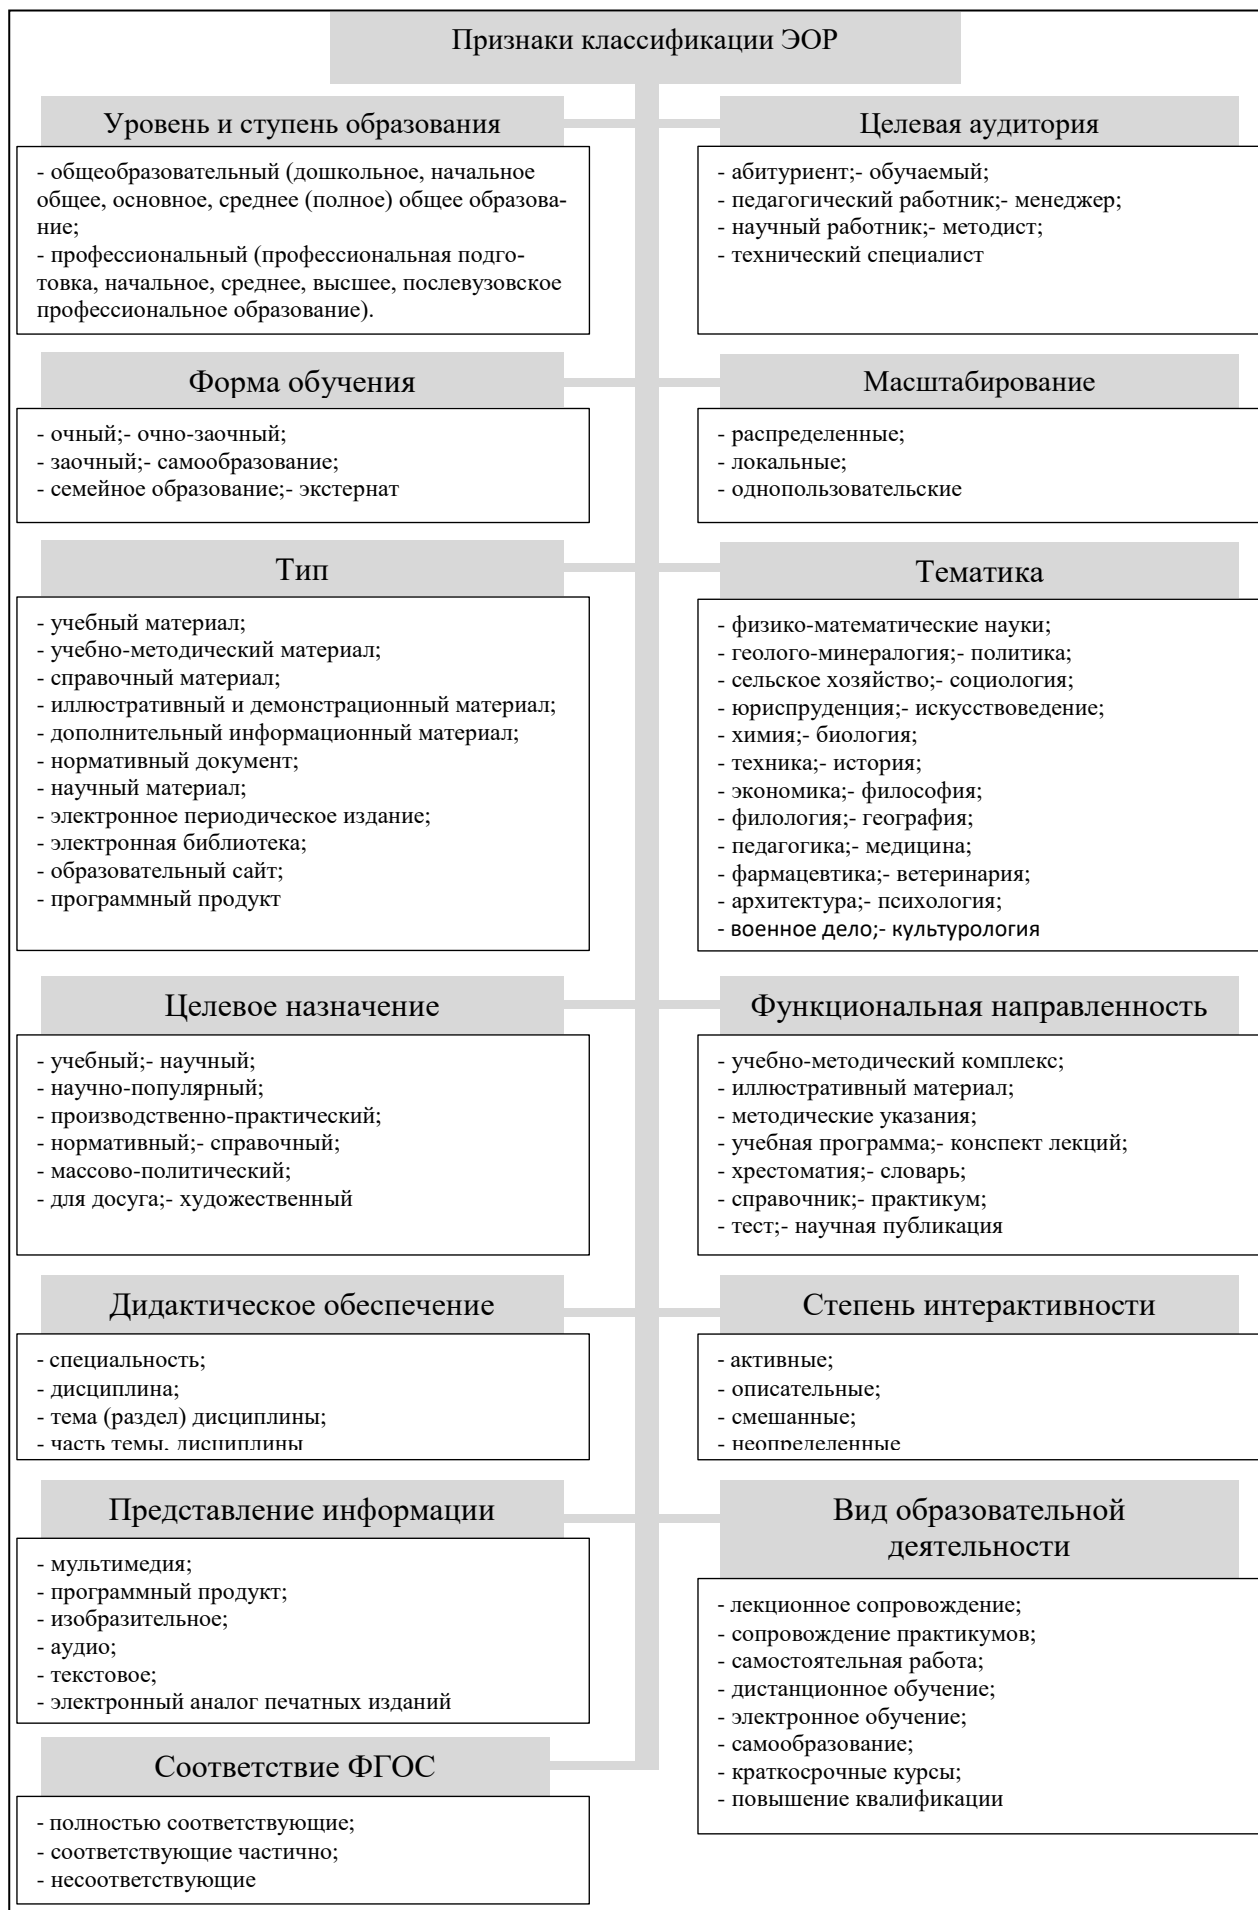 Признаки классификации ЭОР
Уровень и ступень образования
- общеобразовательный (дошкольное, начальное
общее, основное, среднее (полное) общее образова-
ние;
- профессиональный (профессиональная подго-
товка, начальное, среднее, высшее, послевузовское
профессиональное образование).
Целевая аудитория
- абитуриент;- обучаемый;
- педагогический работник;- менеджер;
- научный работник;- методист;
- технический специалист
Форма обучения
- очный;- очно-заочный;
- заочный;- самообразование;
- семейное образование;- экстернат
Масштабирование
- распределенные;
- локальные;
- однопользовательские
Тип
- учебный материал;
- учебно-методический материал;
- справочный материал;
- иллюстративный и демонстрационный материал;
- дополнительный информационный материал;
- нормативный документ;
- научный материал;
- электронное периодическое издание;
- электронная библиотека;
- образовательный сайт;
- программный продукт
Тематика
- физико-математические науки;
- геолого-минералогия;- политика;
- сельское хозяйство;- социология;
- юриспруденция;- искусствоведение;
- химия;- биология;
- техника;- история;
- экономика;- философия;
- филология;- география;
- педагогика;- медицина;
- фармацевтика;- ветеринария;
- архитектура;- психология;
- военное дело;- культурология
Целевое назначение
- учебный;- научный;
- научно-популярный;
- производственно-практический;
- нормативный;- справочный;
- массово-политический;
- для досуга;- художественный
Функциональная направленность
- учебно-методический комплекс;
- иллюстративный материал;
- методические указания;
- учебная программа;- конспект лекций;
- хрестоматия;- словарь;
- справочник;- практикум;
- тест;- научная публикация
Дидактическое обеспечение
- специальность;
- дисциплина;
- тема (раздел) дисциплины;
- часть темы, дисциплины
Степень интерактивности
- активные;
- описательные;
- смешанные;
- неопределенные
Представление информации
- мультимедия;
- программный продукт;
- изобразительное;
- аудио;
- текстовое;
- электронный аналог печатных изданий
Вид образовательной
деятельности
- лекционное сопровождение;
- сопровождение практикумов;
- самостоятельная работа;
- дистанционное обучение;
- электронное обучение;
- самообразование;
- краткосрочные курсы;
- повышение квалификации
Соответствие ФГОС
- полностью соответствующие;
- соответствующие частично;
- несоответствующие